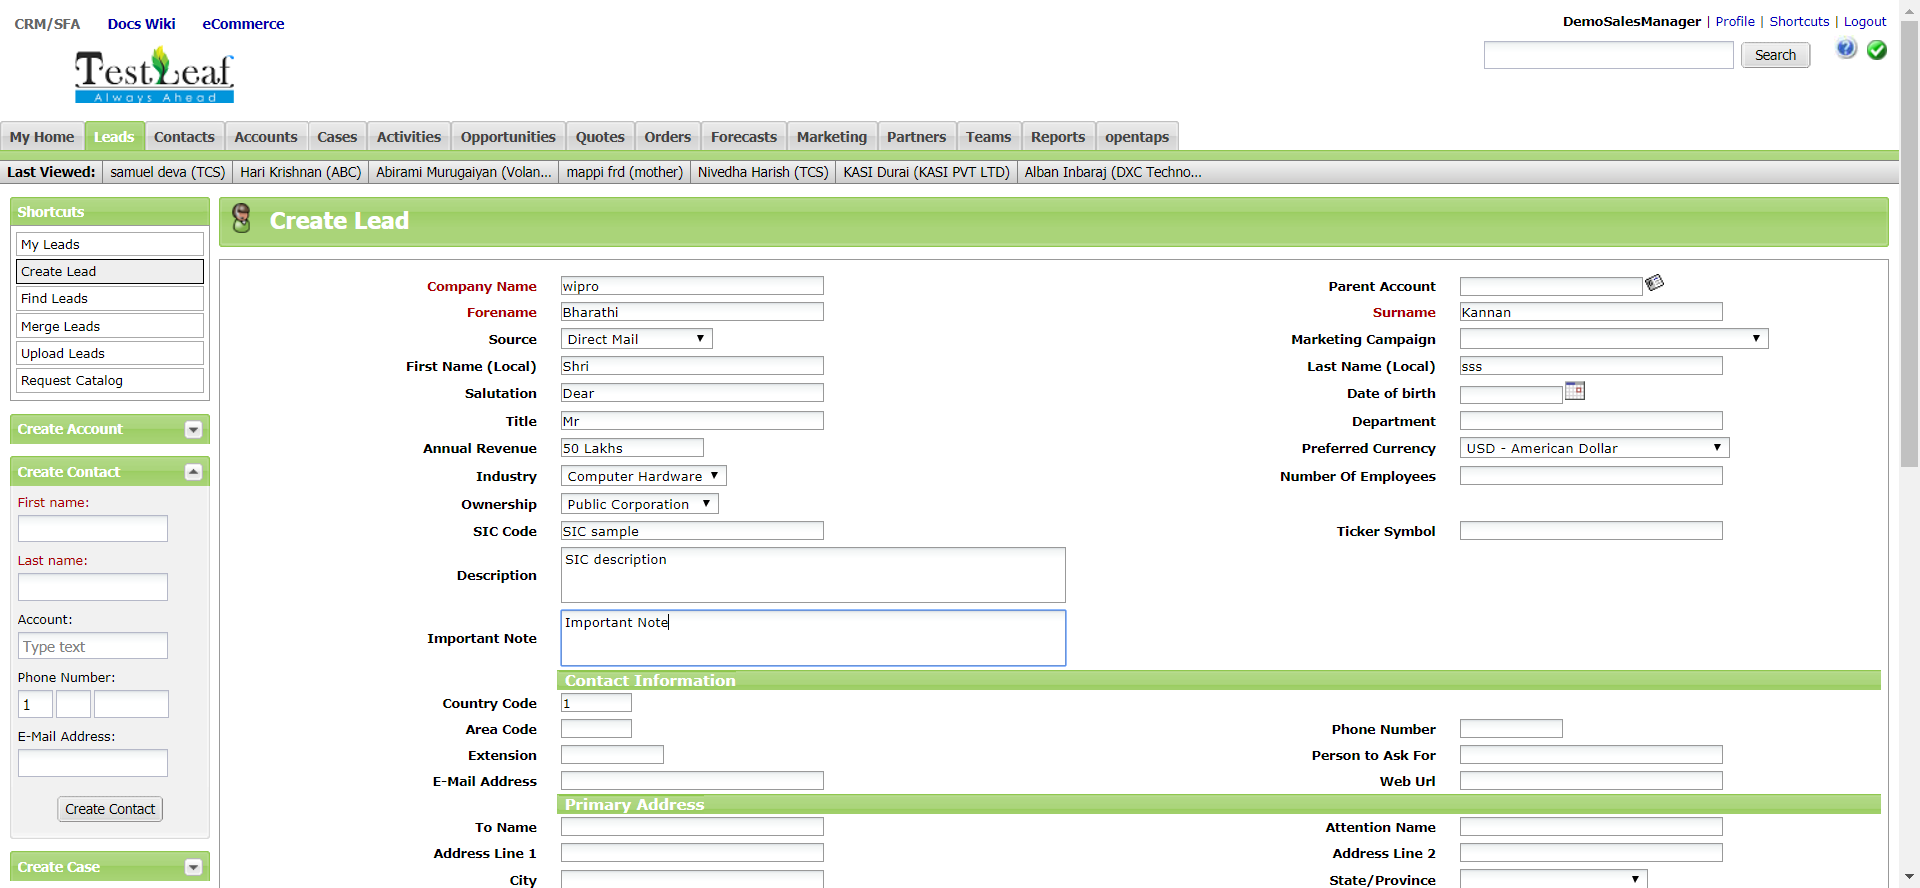 CRM/SFA Docs Wiki eCommerce
DemoSalesManager | Profile | Shortcuts | Logout
TestLeaf
Always Ahead
Search
My Home Leads Contacts Accounts Cases Activities Opportunities Quotes Orders Forecasts Marketing Partners Teams Reports opentaps
Last Viewed: samuel deva (TCS) Hari Krishnan (ABC) Abirami Murugaiyan (Volan... mappi frd (mother) Nivedha Harish (TCS) KASI Durai (KASI PVT LTD) Alban Inbaraj (DXC Techno...
Shortcuts
My Leads
Create Lead
Find Leads
Merge Leads
Upload Leads
Request Catalog
Create Account
Create Contact
First name:
Last name:
Account:
Type text
Phone Number:
1
E-Mail Address:
Create Contact
Create Case
Create Lead
Company Name wipro Parent Account
Forename Bharathi Surname Kannan
Source Direct Mail Marketing Campaign
First Name (Local) Shri Last Name (Local) sss
Salutation Dear Date of birth
Title Mr Department
Annual Revenue 50 Lakhs Preferred Currency USD - American Dollar
Industry Computer Hardware Number Of Employees
Ownership Public Corporation
SIC Code SIC sample Ticker Symbol
Description SIC description
Important Note Important Note
Contact Information
Country Code 1
Area Code Phone Number
Extension Person to Ask For
E-Mail Address Web Url
Primary Address
To Name Attention Name
Address Line 1 Address Line 2
City State/Province